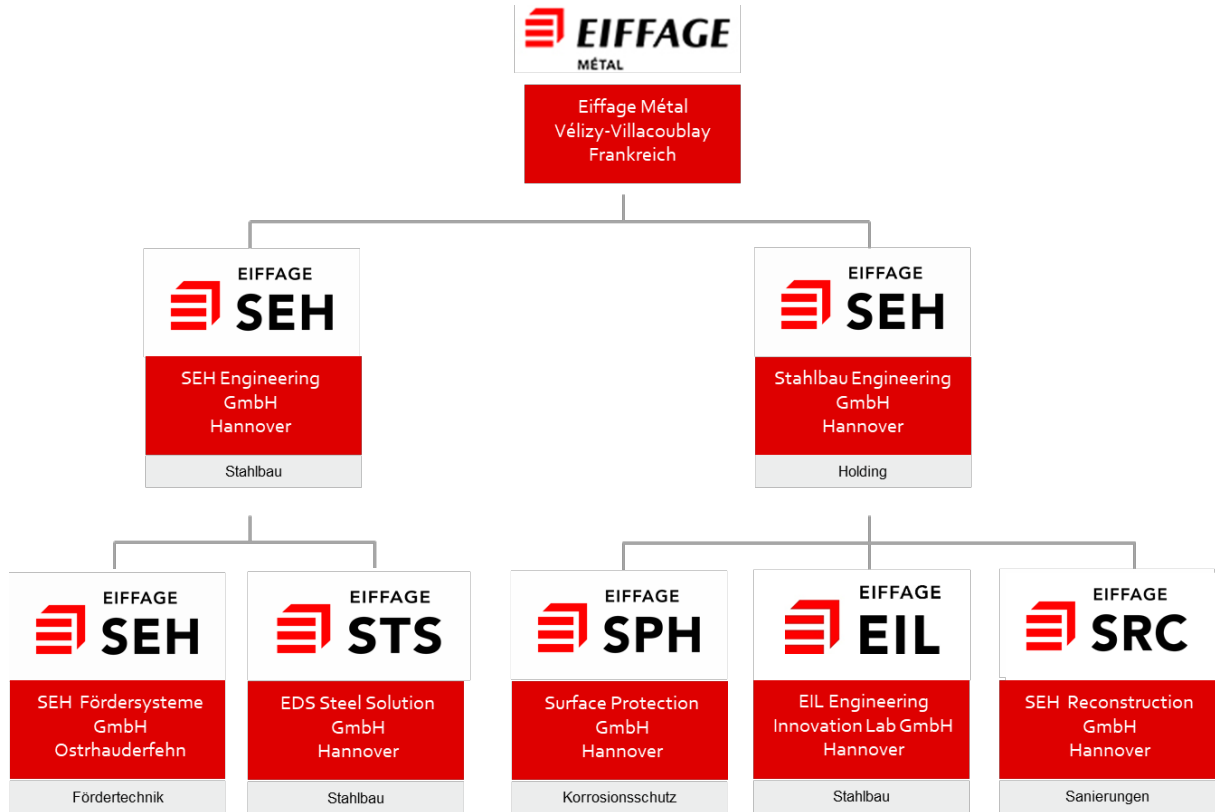 EIFFAGE
MÉTAL
Eiffage Métal
Vélizy-Villacoublay
Frankreich
EIFFAGE
SEH
SEH Engineering
GmbH
Hannover
Stahlbau
EIFFAGE
SEH
Stahlbau Engineering
GmbH
Hannover
Holding
EIFFAGE
SEH
SEH Fördersysteme
GmbH
Ostrhauderfehn
Fördertechnik
EIFFAGE
STS
EDS Steel Solution
GmbH
Hannover
Stahlbau
EIFFAGE
SPH
Surface Protection
GmbH
Hannover
Korrosionsschutz
EIFFAGE
EIL
EIL Engineering
Innovation Lab GmbH
Hannover
Stahlbau
EIFFAGE
SRC
SEH Reconstruction
GmbH
Hannover
Sanierungen